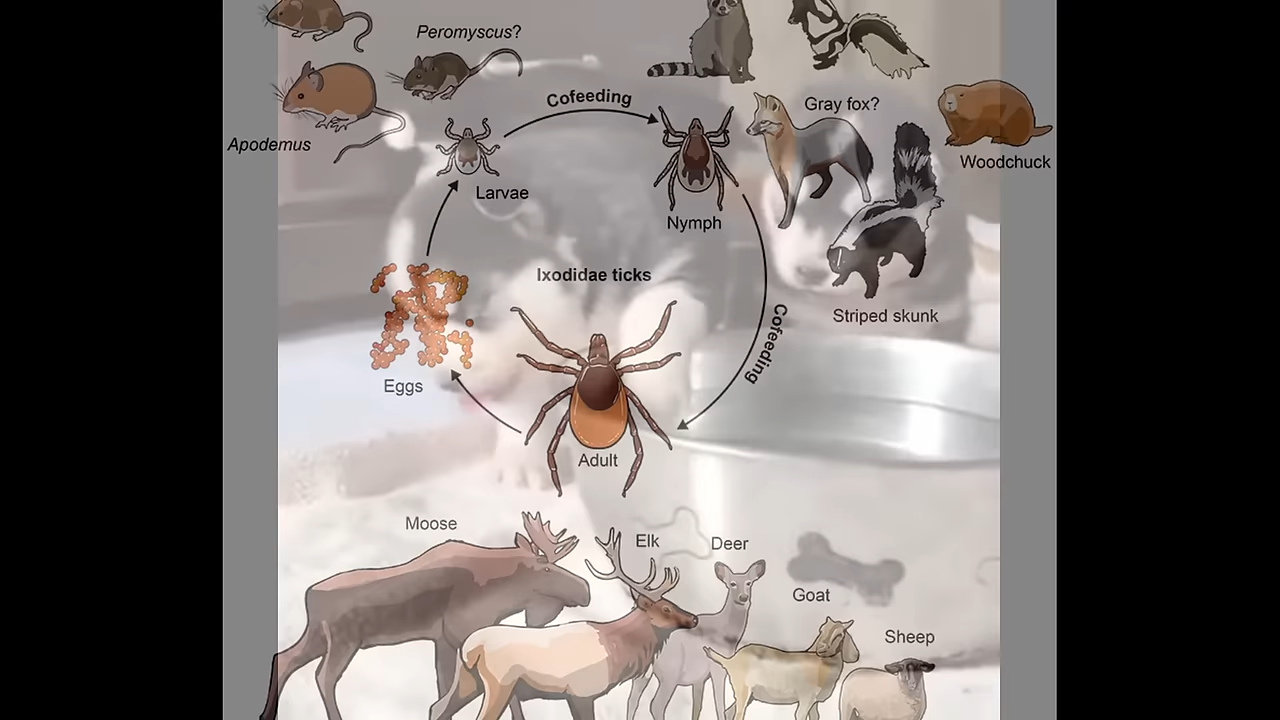 Peromyscus?
Cofeeding
Gray fox?
Apodemus
Woodchuck
Larvae
Nymph
Ixodidae ticks
Striped skunk
Cofeeding
Eggs
Adult
Moose
Elk
Deer
Goat
Sheep